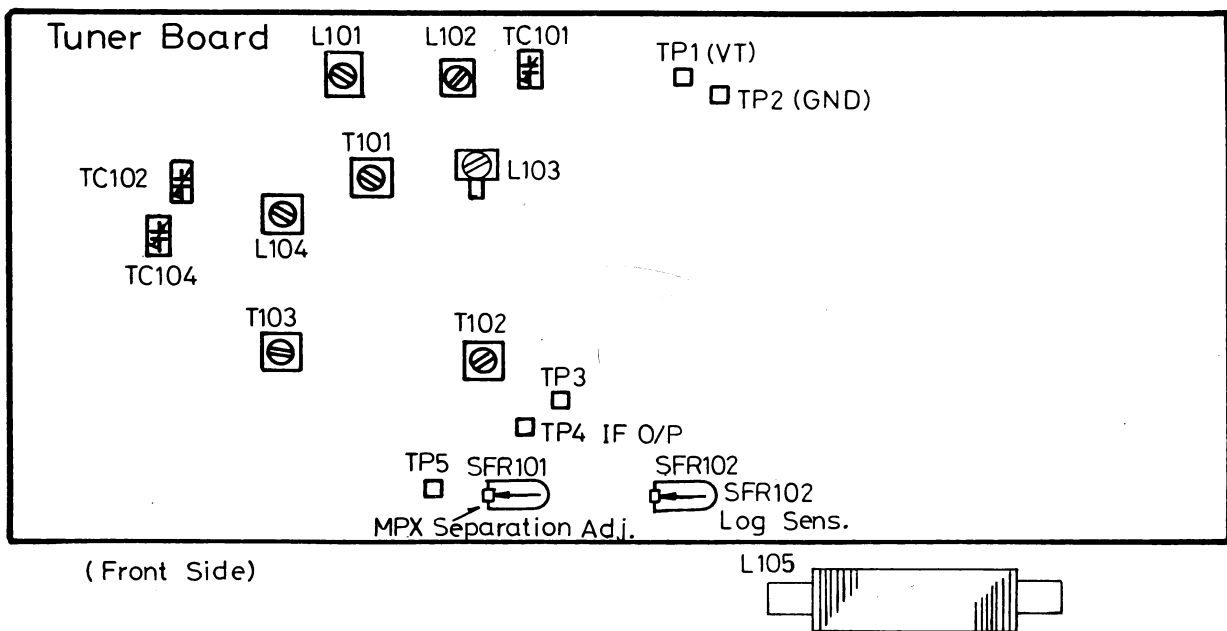 Tuner Board
L101
L102
TC101
TP1 (VT)
TP2 (GND)
T101
L103
TC102
L104
TC104
T103
T102
TP3
TP4 IF O/P
TP5
SFR101
SFR102
SFR102
MPX Separation Adj.
Log Sens.
(Front Side)
L105